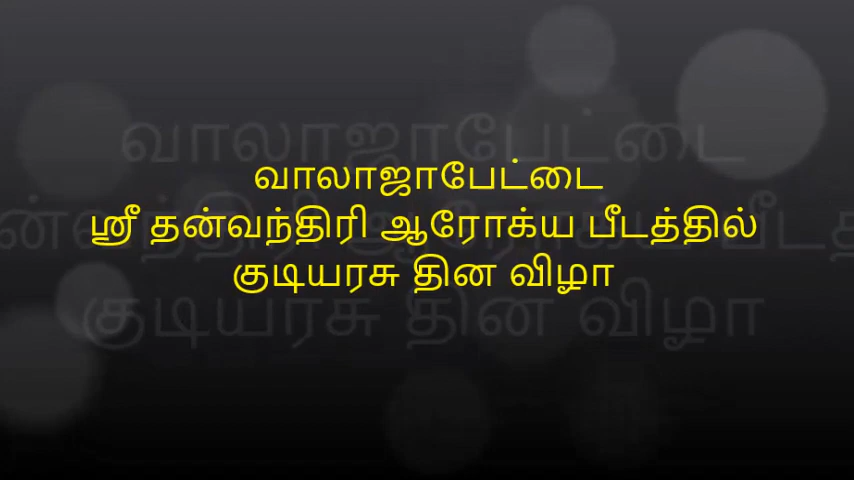 வாலாஜாபேட்டை
ஸ்ரீ தன்வந்திரி ஆரோக்ய பீடத்தில்
குடியரசு தின விழா